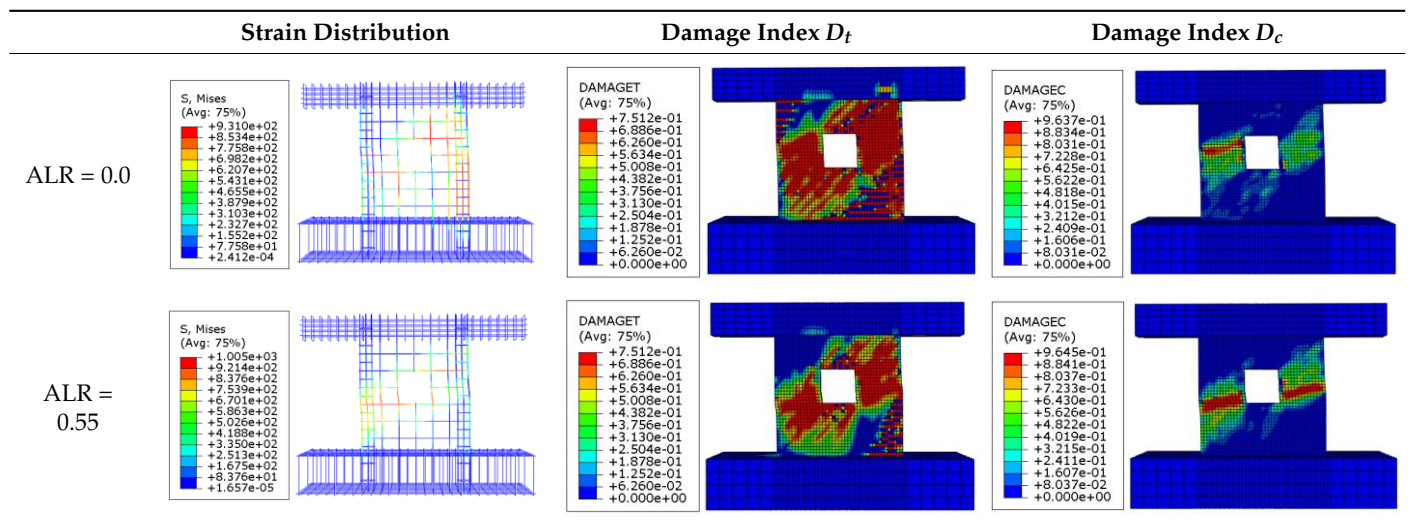 Strain Distribution
Damage Index Dt
Damage Index Dc
ALR = 0.0
S, Mises
(Avg: 75%)
+9.310e+02
+8.534e+02
+7.758e+02
+6.982e+02
+6.207e+02
+5.431e+02
+4.655e+02
+3.879e+02
+3.103e+02
+2.327e+02
+1.552e+02
+7.758e+01
+2.412e-04
DAMAGET
(Avg: 75%)
+7.512e-01
+6.886e-01
+6.260e-01
+5.634e-01
+5.008e-01
+4.382e-01
+3.756e-01
+3.130e-01
+2.504e-01
+1.878e-01
+1.252e-01
+6.260e-02
+0.000e+00
DAMAGEC
(Avg: 75%)
+9.637e-01
+8.834e-01
+8.031e-01
+7.228e-01
+6.425e-01
+5.622e-01
+4.818e-01
+4.015e-01
+3.212e-01
+2.409e-01
+1.606e-01
+8.031e-02
+0.000e+00
ALR =
0.55
S, Mises
(Avg: 75%)
+1.005e+03
+9.214e+02
+8.376e+02
+7.539e+02
+6.701e+02
+5.863e+02
+5.026e+02
+4.188e+02
+3.350e+02
+2.513e+02
+1.675e+02
+8.376e+01
+1.657e-05
DAMAGET
(Avg: 75%)
+7.512e-01
+6.886e-01
+6.260e-01
+5.634e-01
+5.008e-01
+4.382e-01
+3.756e-01
+3.130e-01
+2.504e-01
+1.878e-01
+1.252e-01
+6.260e-02
+0.000e+00
DAMAGEC
(Avg: 75%)
+9.645e-01
+8.841e-01
+8.037e-01
+7.233e-01
+6.430e-01
+5.626e-01
+4.822e-01
+4.019e-01
+3.215e-01
+2.411e-01
+1.607e-01
+8.037e-02
+0.000e+00